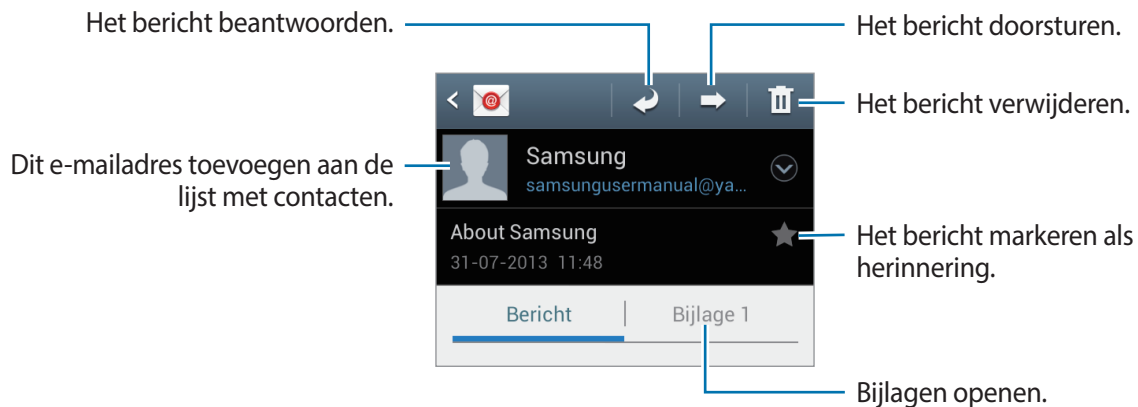 Het bericht beantwoorden.
Het bericht doorsturen.
Het bericht verwijderen.
Dit e-mailadres toevoegen aan de
lijst met contacten.
Samsung
samsungusermanual@ya...
About Samsung
31-07-2013 11:48
Het bericht markeren als
herinnering.
Bericht
Bijlage 1
Bijlagen openen.